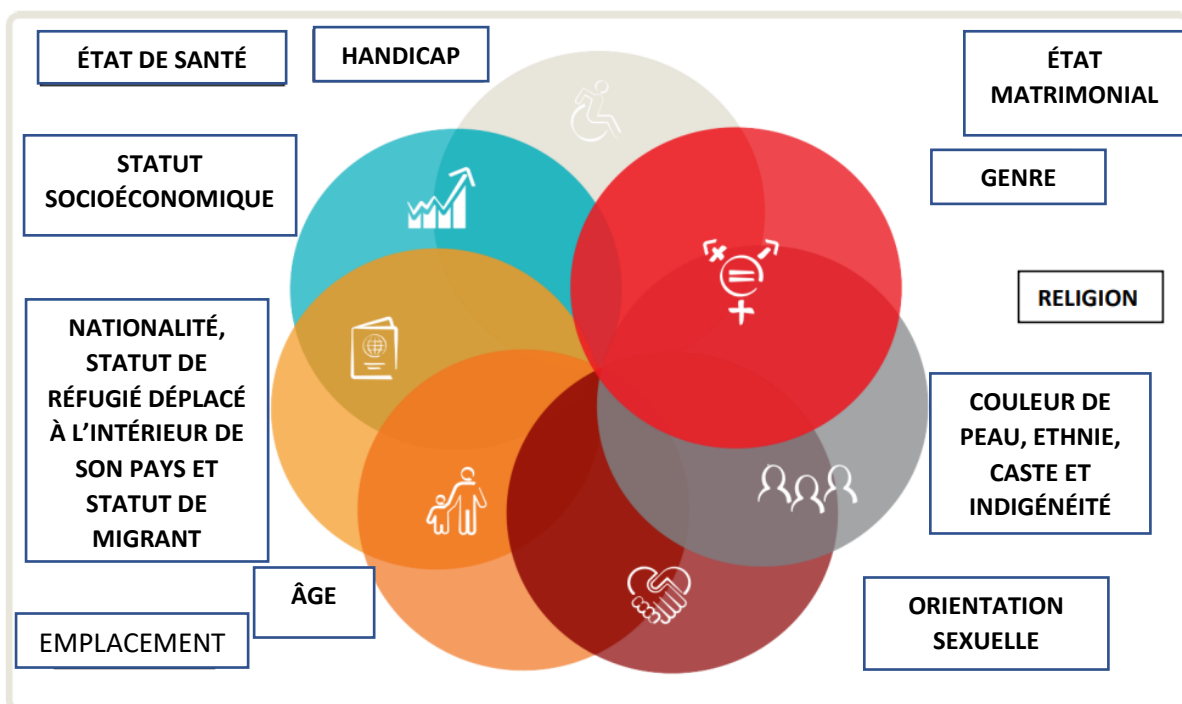 ÉTAT DE SANTÉ
HANDICAP
ÉTAT
MATRIMONIAL
STATUT
SOCIOÉCONOMIQUE
GENRE
RELIGION
NATIONALITÉ,
STATUT DE
RÉFUGIÉ DÉPLACÉ
À L’INTÉRIEUR DE
SON PAYS ET
STATUT DE
MIGRANT
COULEUR DE
PEAU, ETHNIE,
CASTE ET
INDIGÉNÉITÉ
ÂGE
EMPLACEMENT
ORIENTATION
SEXUELLE